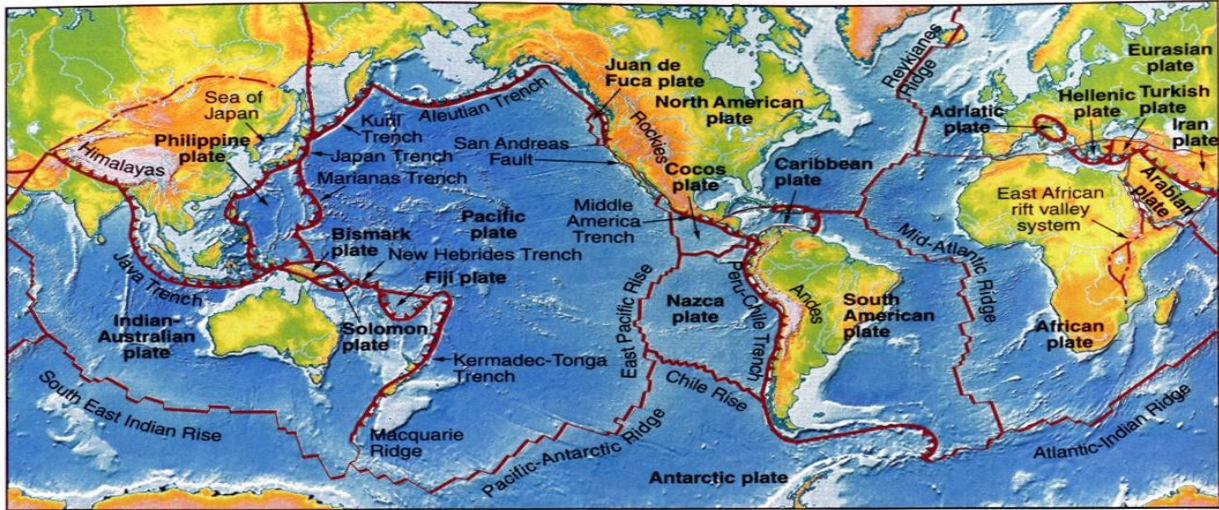 Eurasian
plate
Reykjanes
Ridge
Juan de
Fuca plate
North American
plate
Rockies
Hellenic
plate
Turkish
plate
Adriatic
plate
Iran
plate
Sea of
Japan
Philippine
plate
Kuril
Trench
Aleutian Trench
Himalayas
Japan Trench
Marianas Trench
San Andreas
Fault
Cocos
plate
Caribbean
plate
Arabian
plate
East African
rift valley
system
Middle
America
Trench
Pacific
plate
Bismark
plate
New Hebrides Trench
Fiji plate
Java Trench
Mid-Atlantic
Ridge
East Pacific Rise
Nazca
plate
Peru-Chile Trench
Andes
South
American
plate
African
plate
Indian-
Australian
plate
Solomon
plate
Kermadec-Tonga
Trench
Chile Rise
South East Indian Rise
Macquarie
Ridge
Pacific-Antarctic Ridge
Antarctic plate
Atlantic-Indian Ridge